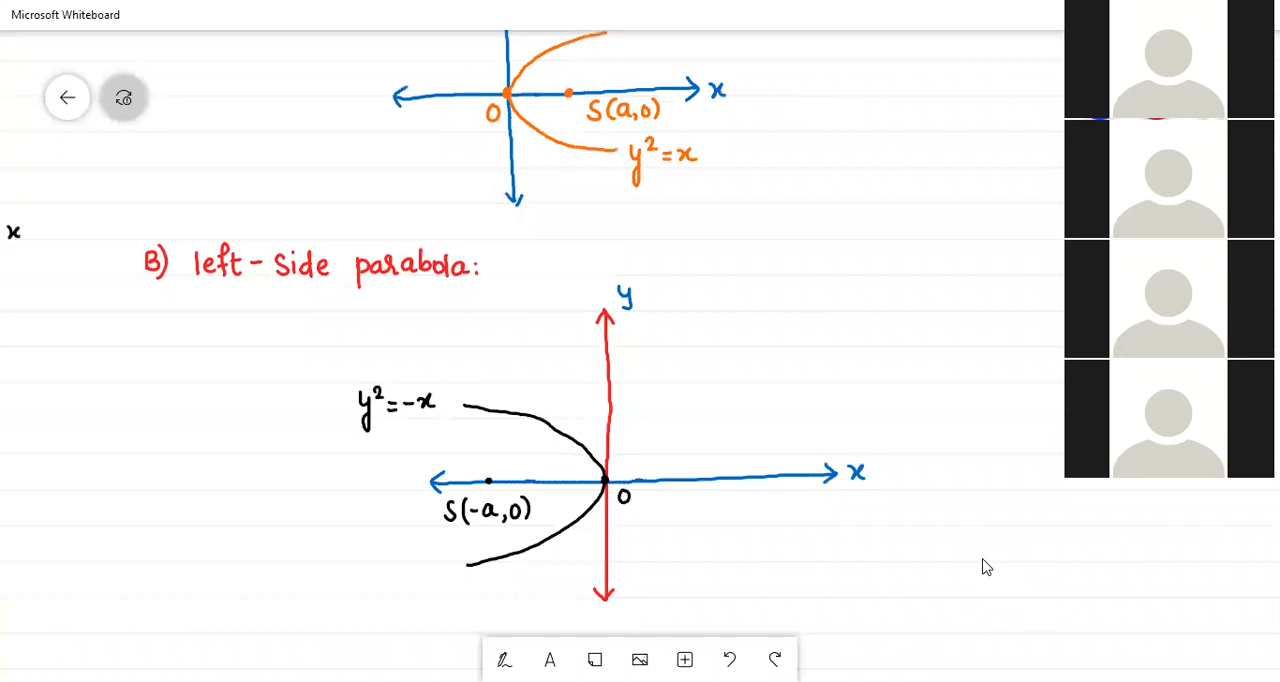 Microsoft Whiteboard
x
O
S(a,0)
y²=x
x
B) left-side parabola:
y
y²=-x
x
S(-a,0)
O
A